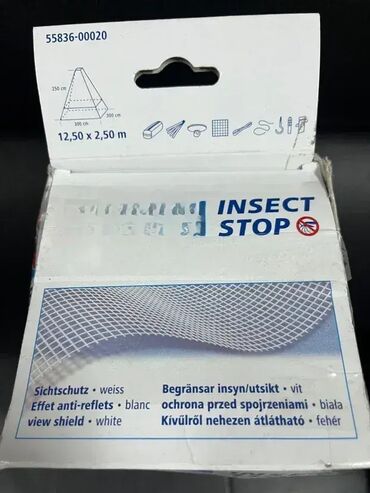 55836-00020
250 cm
300 cm
300 cm
12,50 x 2,50 m
INSECT
STOP
Sichtschutz • weiss
Effet anti-reflets • blanc
view shield • white
Begränsar insyn/utsikt • vit
ochrona przed spojrzeniami • biała
Kívülről nehezen átlátható • fehér